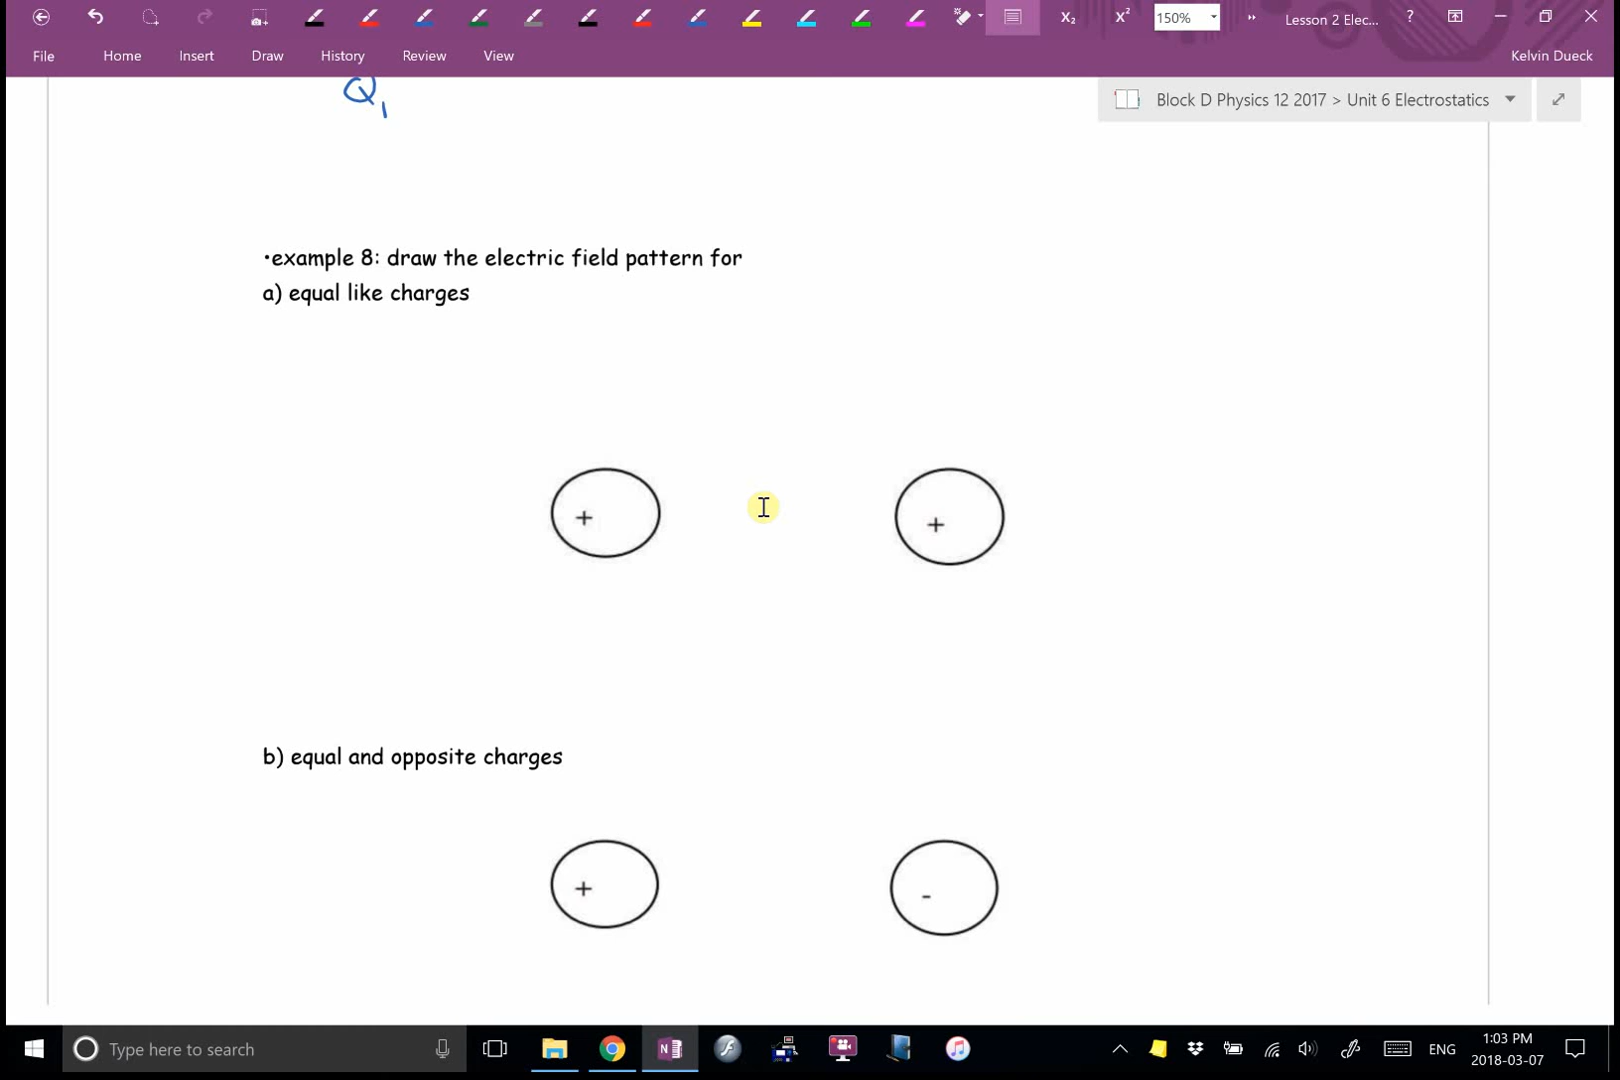 X₂ X² 150% Lesson 2 Elec... ?
File Home Insert Draw History Review View Kelvin Dueck
Q₁
Block D Physics 12 2017 > Unit 6 Electrostatics
•example 8: draw the electric field pattern for
a) equal like charges
+ +
b) equal and opposite charges
+ -
Type here to search
ENG
1:03 PM
2018-03-07